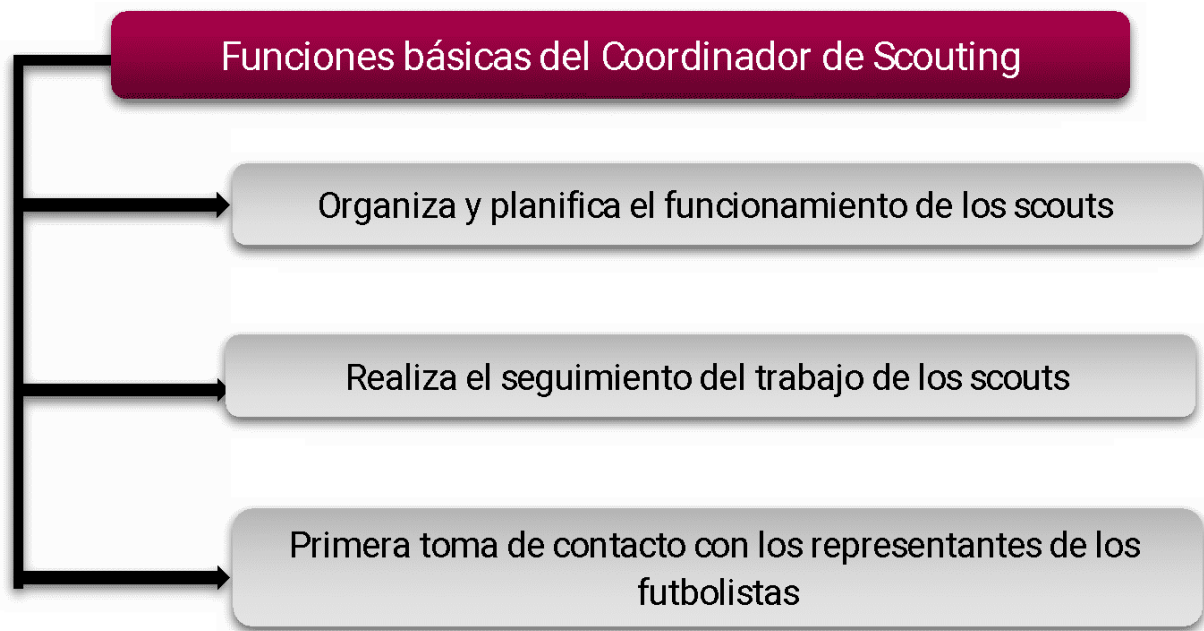 Funciones básicas del Coordinador de Scouting
Organiza y planifica el funcionamiento de los scouts
Realiza el seguimiento del trabajo de los scouts
Primera toma de contacto con los representantes de los
futbolistas